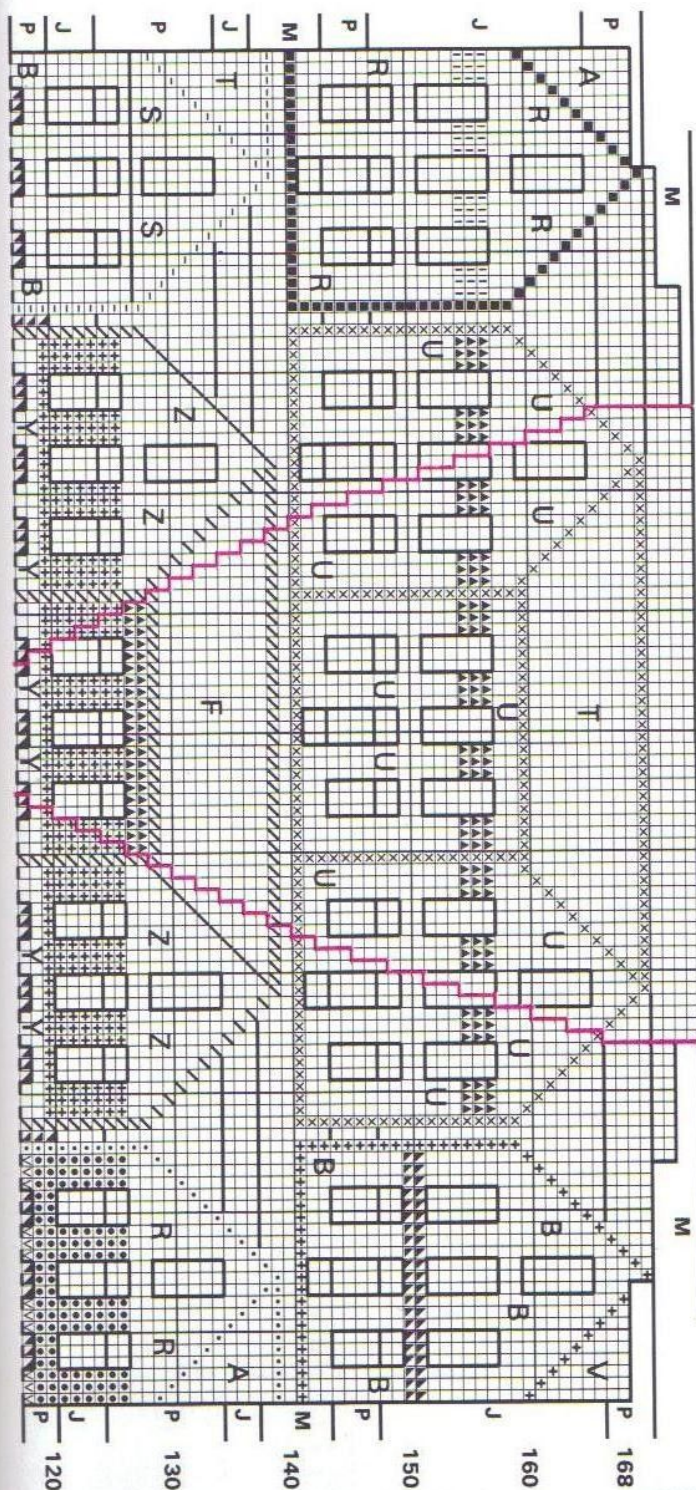 M M
P P 168
A T V
R R U U U U B
U B
J J 160
U U
150
R U U B
P P
R U U B
M M 140
J J
T F A
Z Z Z Z R R
P P 130
S S
J J 120
P P
B B Y Y Y Y Y Y